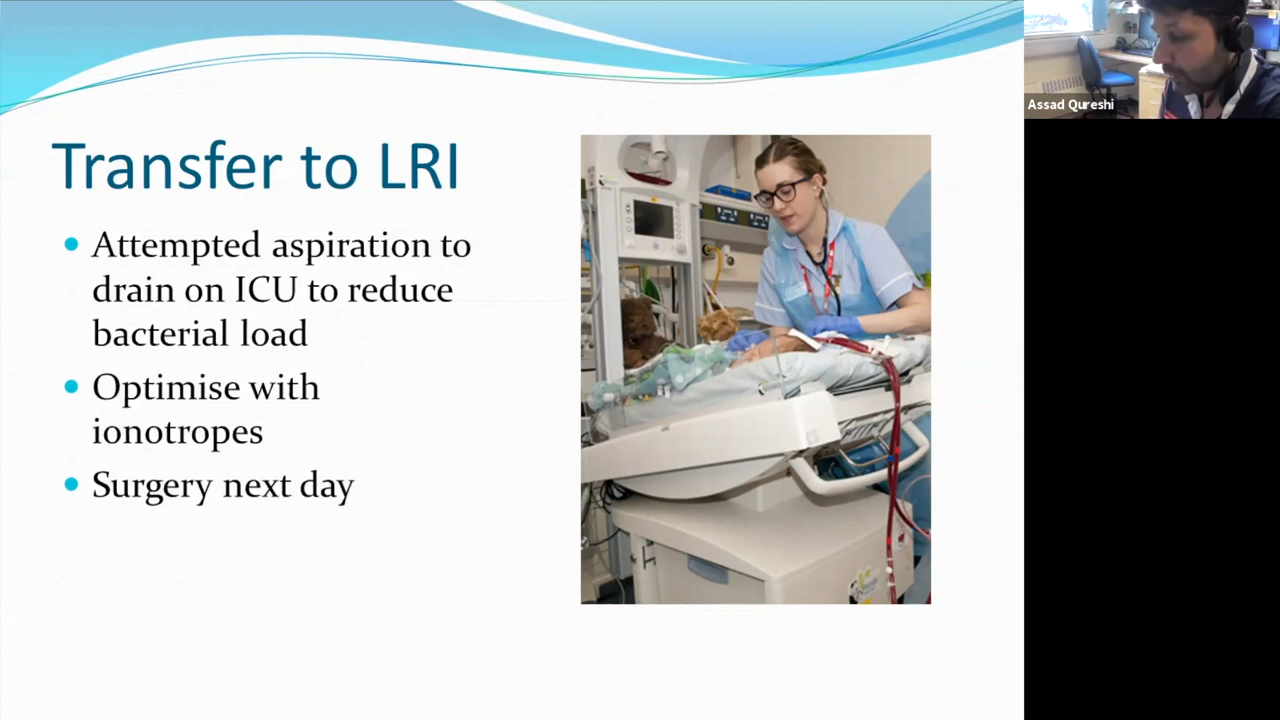 Transfer to LRI
Attempted aspiration to
drain on ICU to reduce
bacterial load
Optimise with
ionotropes
Surgery next day
Assad Qureshi